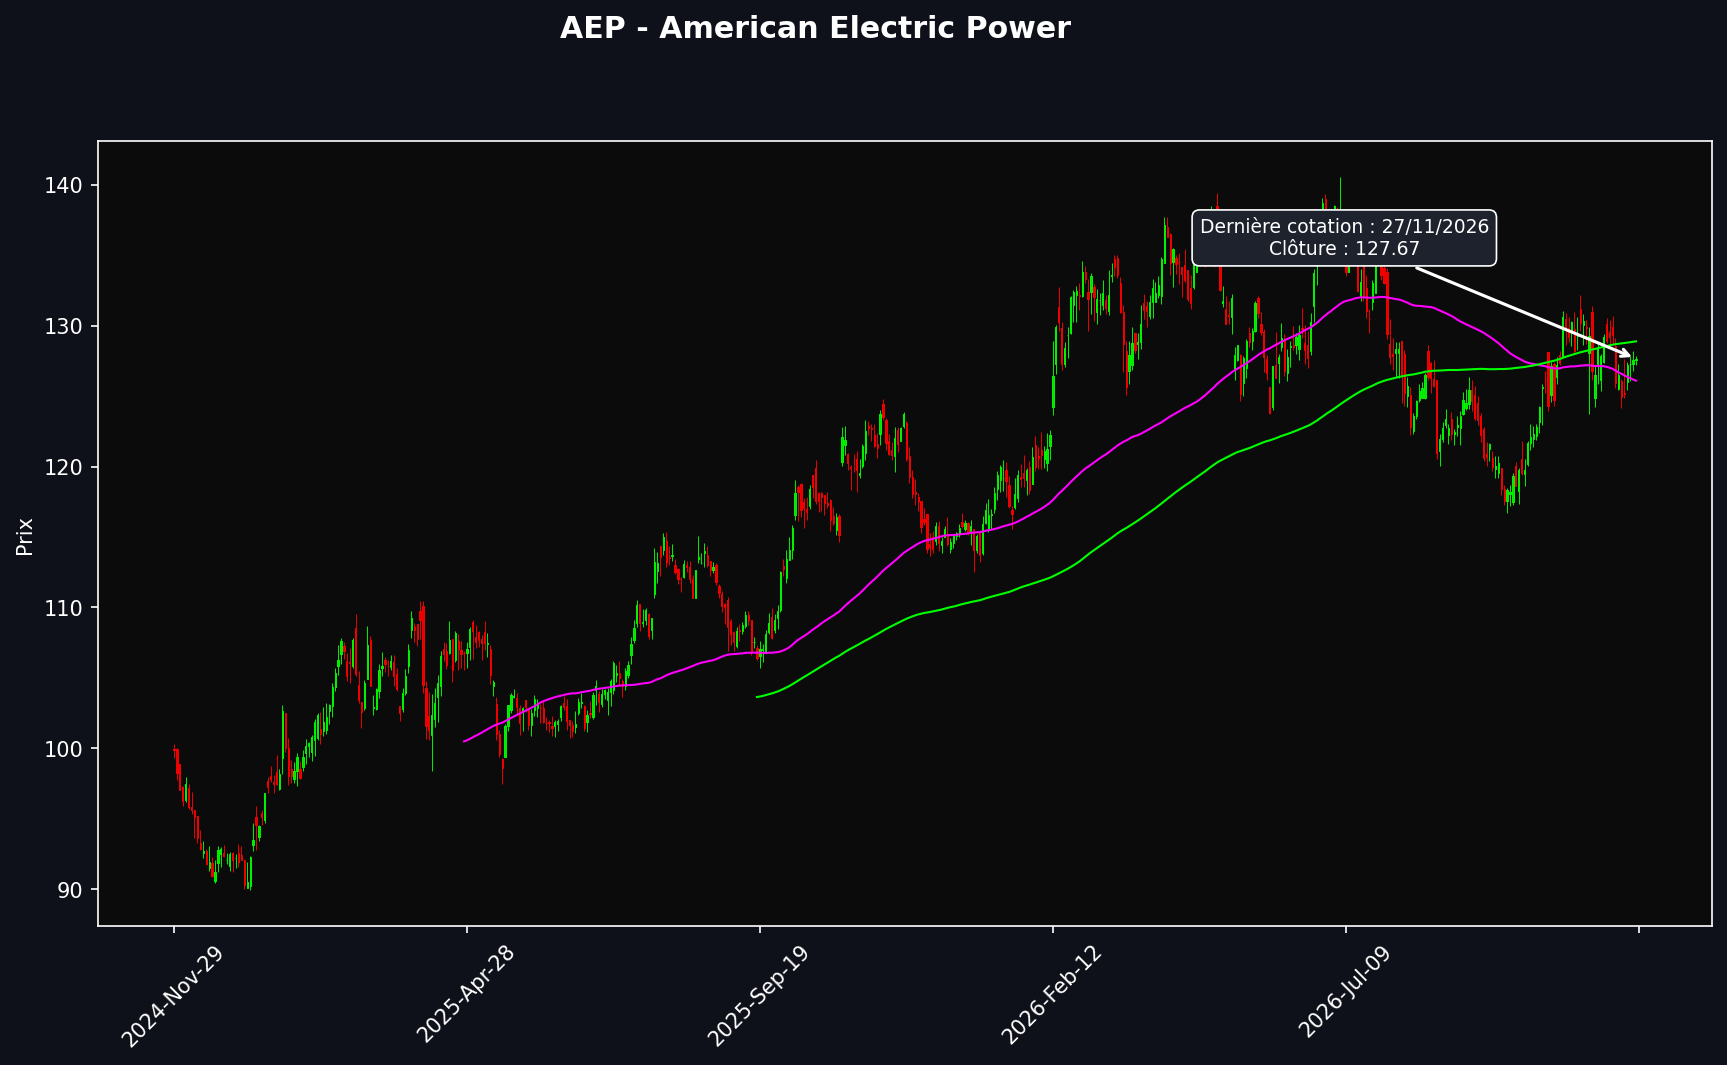 AEP - American Electric Power
Dernière cotation : 27/11/2026
Clôture : 127.67
Prix
140
130
120
110
100
90
2024-Nov-29
2025-Apr-28
2025-Sep-19
2026-Feb-12
2026-Jul-09